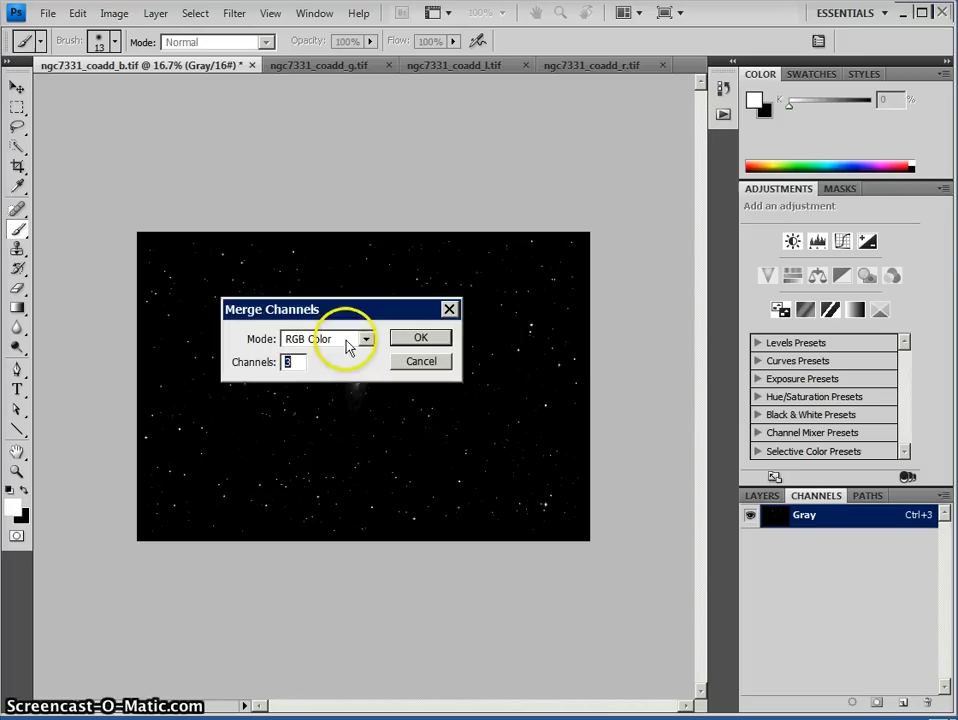 Ps File Edit Image Layer Select Filter View Window Help Br 100% ESSENTIALS
Brush: 13 Mode: Normal Opacity: 100% Flow: 100%
ngc7331_coadd_b.tif @ 16.7% (Gray/16#) * ngc7331_coadd_g.tif ngc7331_coadd_l.tif ngc7331_coadd_r.tif
COLOR SWATCHES STYLES
K 0 %
ADJUSTMENTS MASKS
Add an adjustment
Merge Channels
Mode: RGB Color OK
Channels: 3 Cancel
Levels Presets
Curves Presets
Exposure Presets
Hue/Saturation Presets
Black & White Presets
Channel Mixer Presets
Selective Color Presets
LAYERS CHANNELS PATHS
Gray Ctrl+3
T
Screencast-O-Matic.com